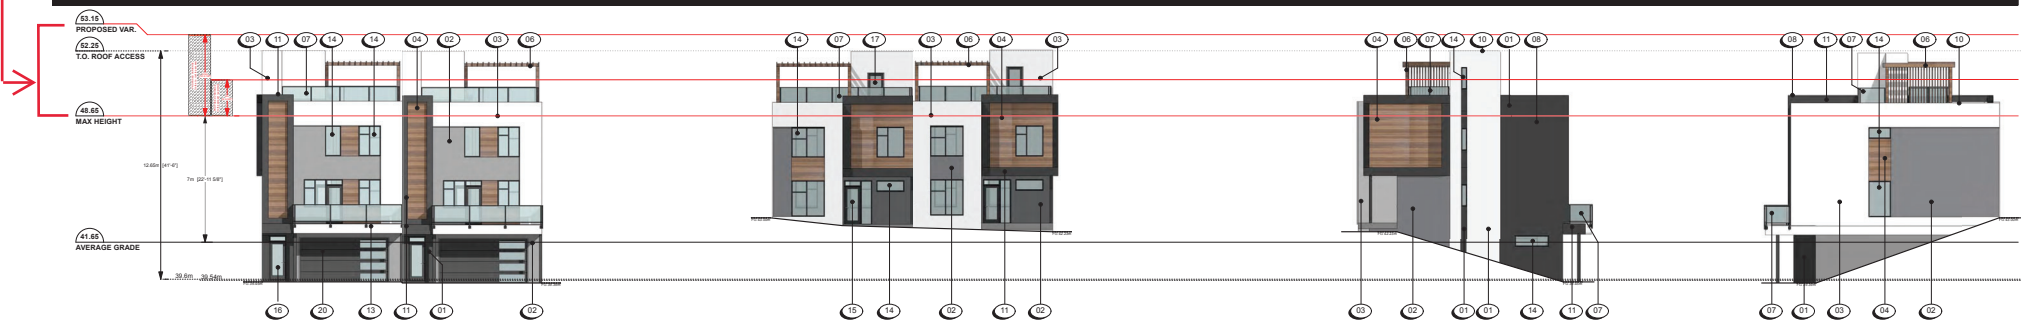 53.15
PROPOSED VAR.
52.25
T.O. ROOF ACCESS
48.65
MAX HEIGHT
12.65m [41'-6"]
7m [22'-11 5/8"]
41.65
AVERAGE GRADE
39.6m 39.54m
03 11 07 14 14 04 02 03 06
16 20 13 11 01 02
14 07 17 03 06 04 03
15 14 02 11 02
04 06 07 14 10 01 08
03 02 01 01 14 11 07
08 11 07 14 06 10
07 01 03 04 02